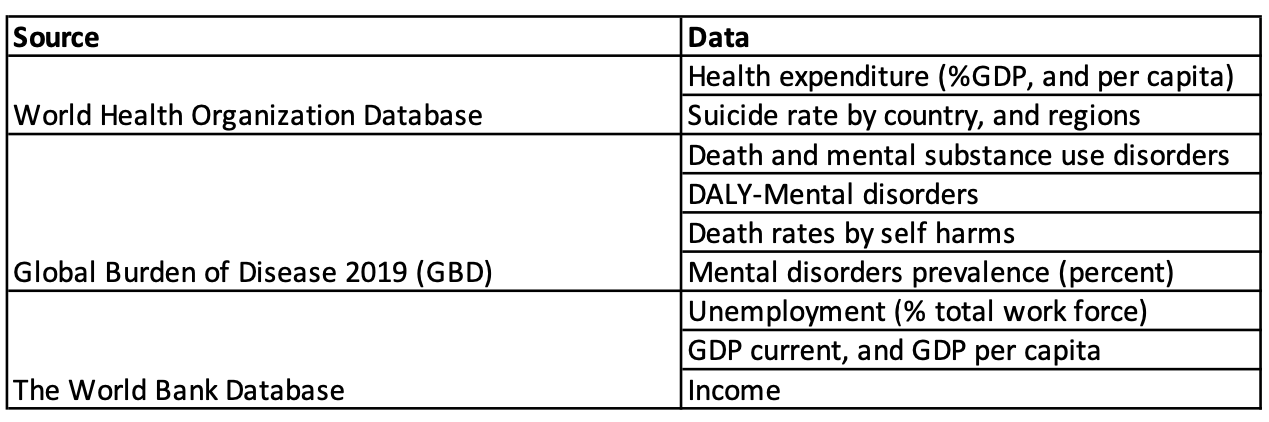 Source Data
Health expenditure (%GDP, and per capita)
World Health Organization Database Suicide rate by country, and regions
Death and mental substance use disorders
DALY-Mental disorders
Death rates by self harms
Global Burden of Disease 2019 (GBD) Mental disorders prevalence (percent)
Unemployment (% total work force)
GDP current, and GDP per capita
The World Bank Database Income